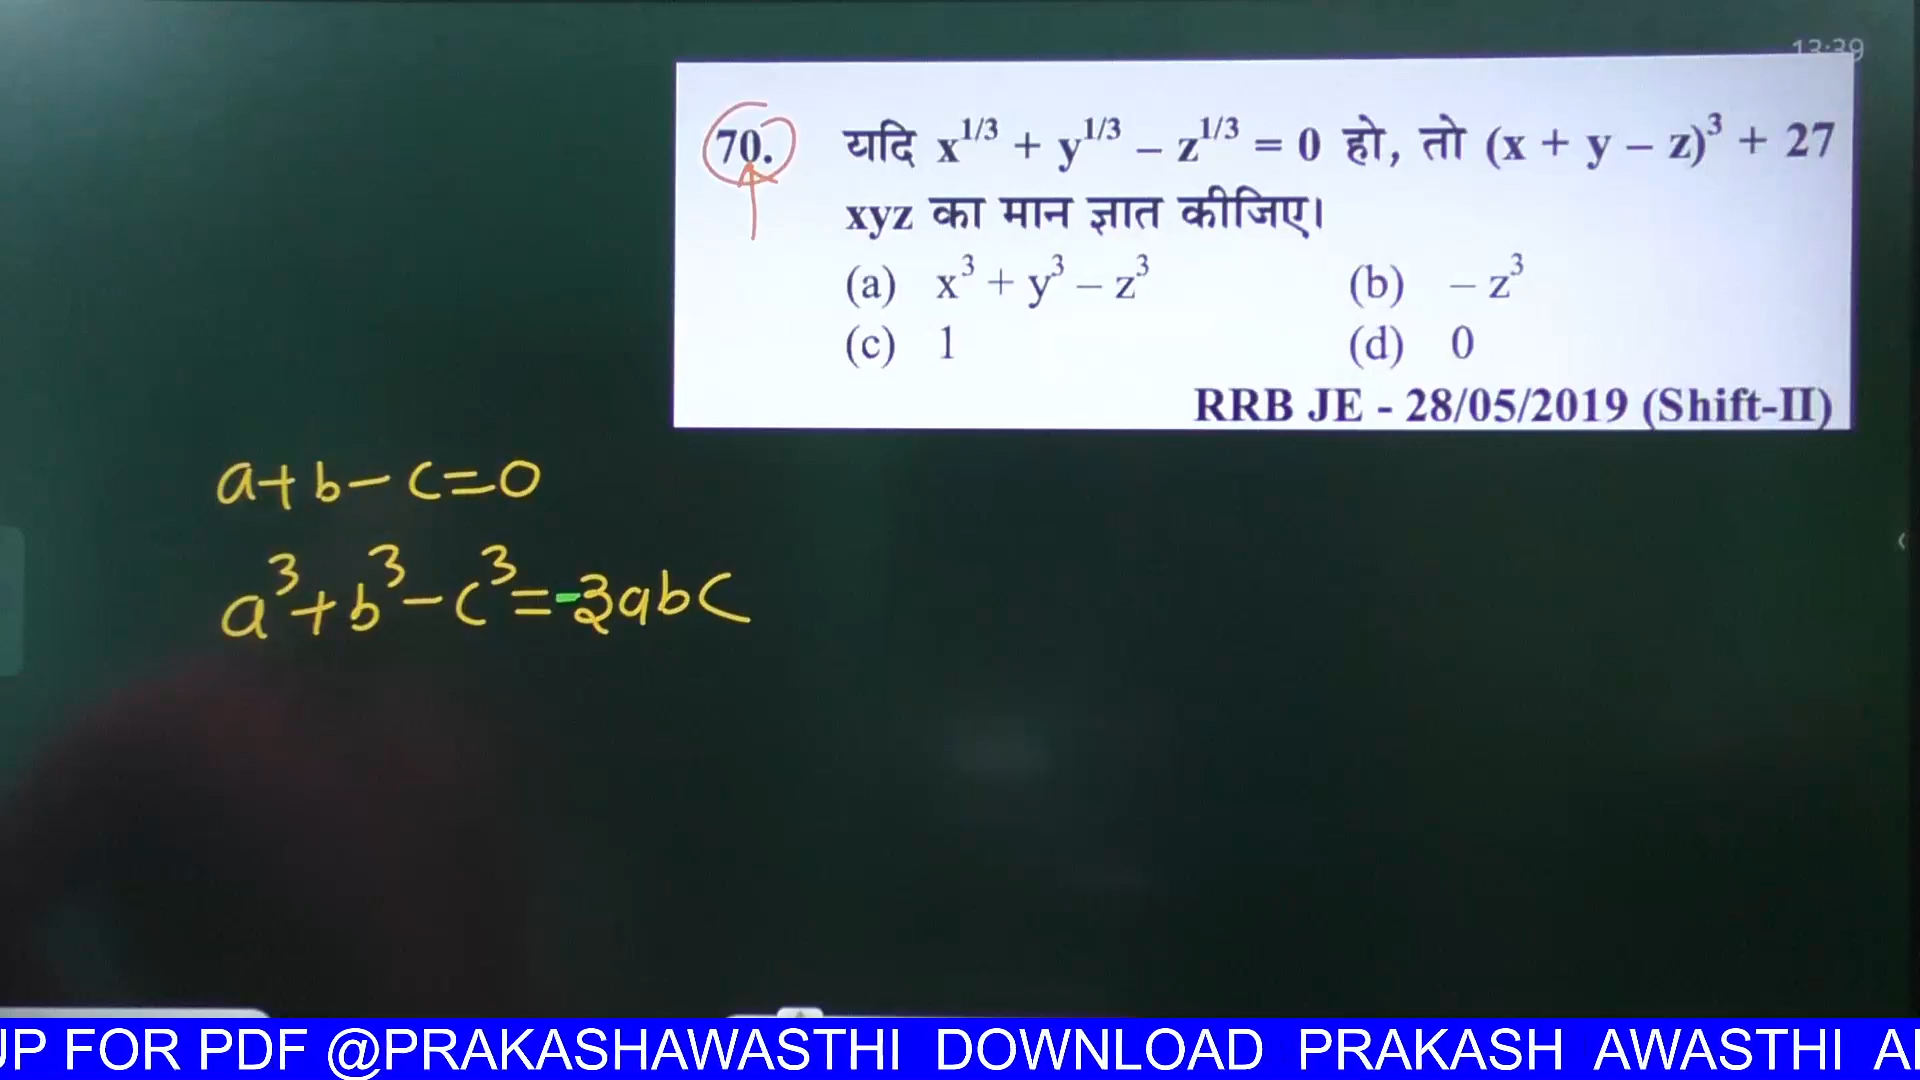 13:39
70. यदि x^{1/3} + y^{1/3} – z^{1/3} = 0 हो, तो (x + y – z)^3 + 27
xyz का मान ज्ञात कीजिए।
(a) x^3 + y^3 – z^3 (b) – z^3
(c) 1 (d) 0
RRB JE - 28/05/2019 (Shift-II)
a+b-c=0
a^3+b^3-c^3=-3abc
UP FOR PDF @PRAKASHAWASTHI DOWNLOAD PRAKASH AWASTHI